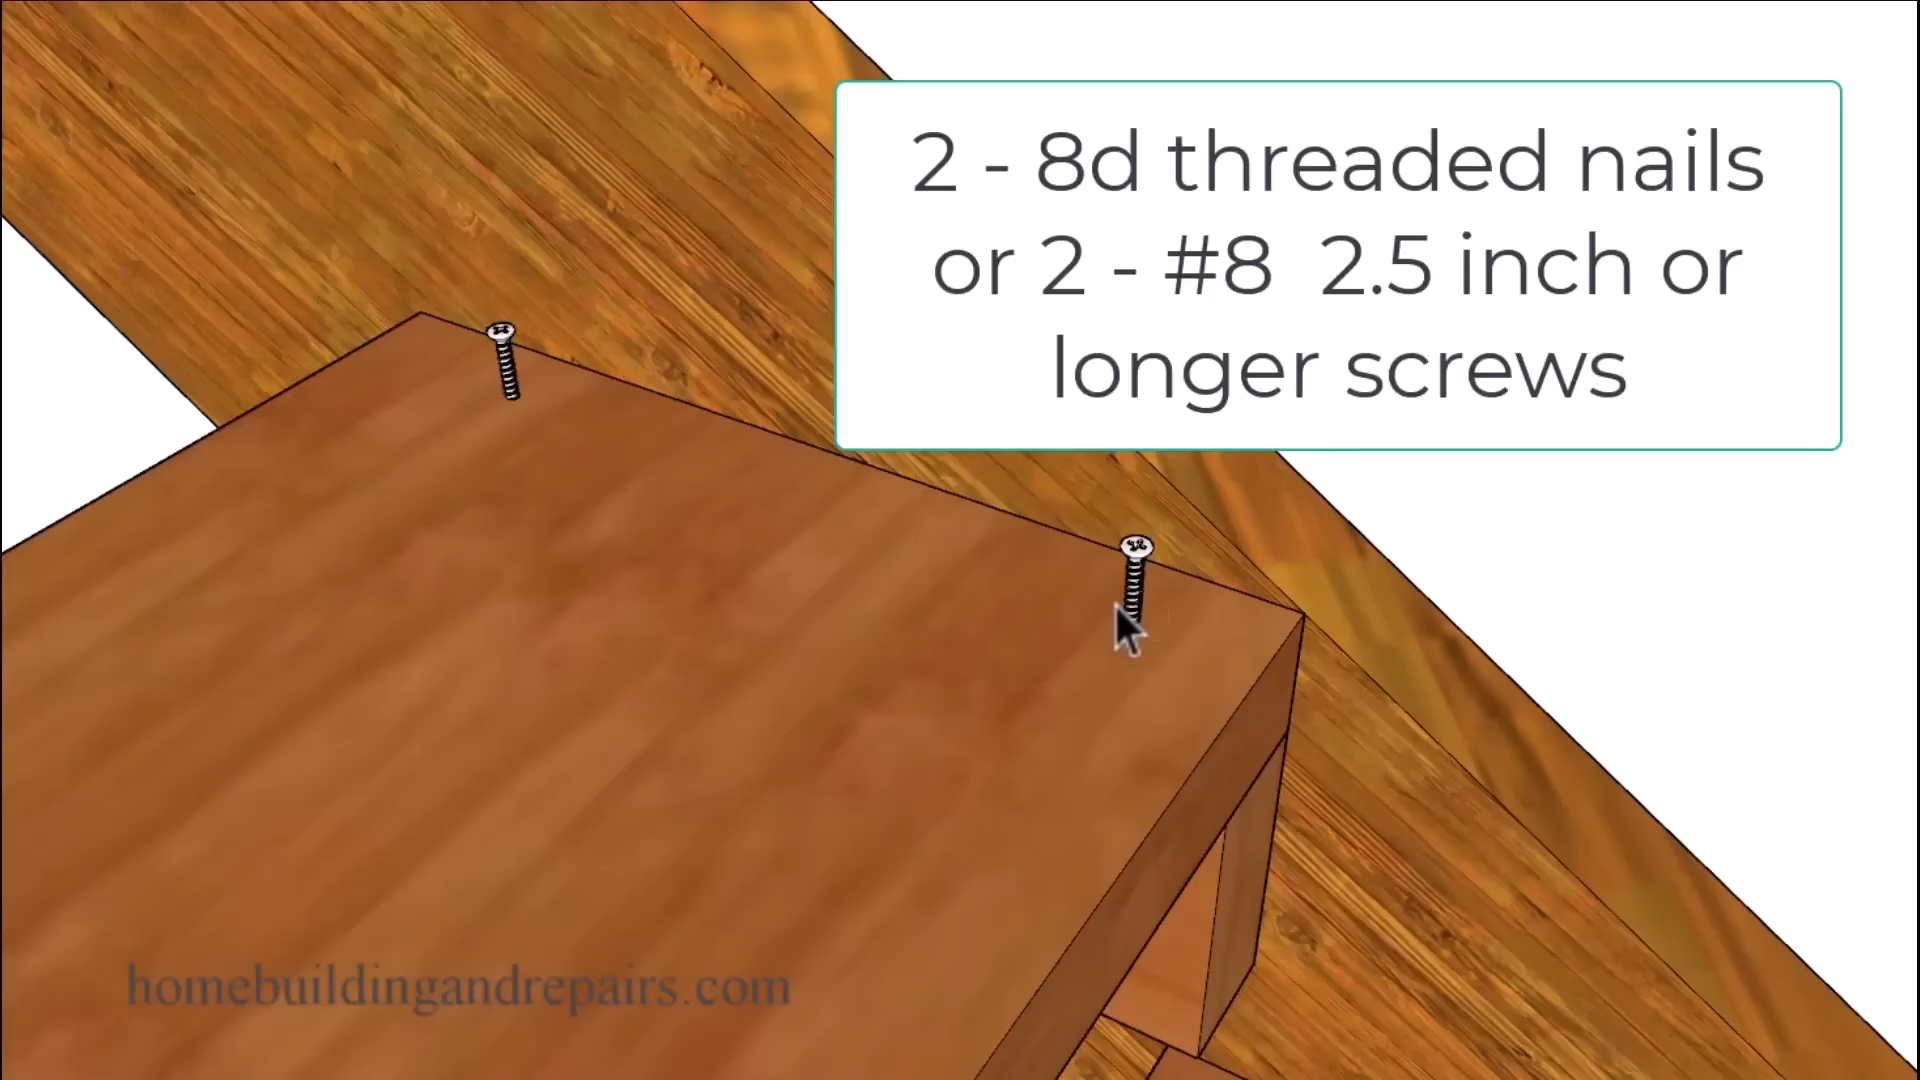 2 - 8d threaded nails
or 2 - #8 2.5 inch or
longer screws
homebuildingandrepairs.com